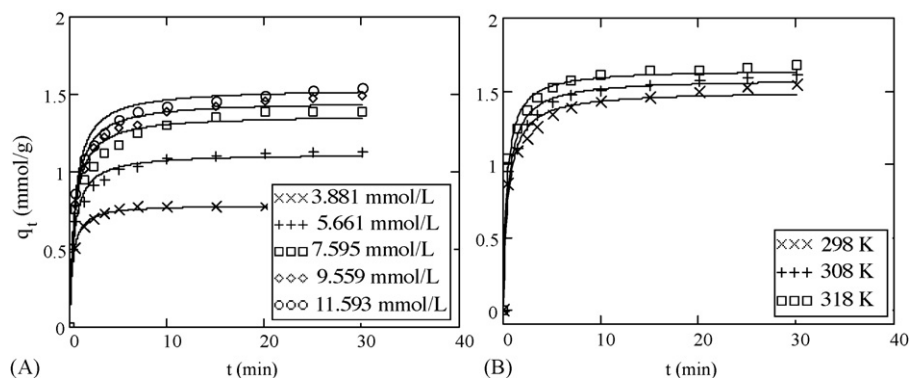 2
1.5
1
0.5
0
q_t (mmol/g)
××× 3.881 mmol/L
+++ 5.661 mmol/L
□□□ 7.595 mmol/L
◇◇◇ 9.559 mmol/L
○○○ 11.593 mmol/L
0 10 20 30 40
(A) t (min)
2
1.5
1
0.5
0
××× 298 K
+++ 308 K
□□□ 318 K
0 10 20 30 40
(B) t (min)